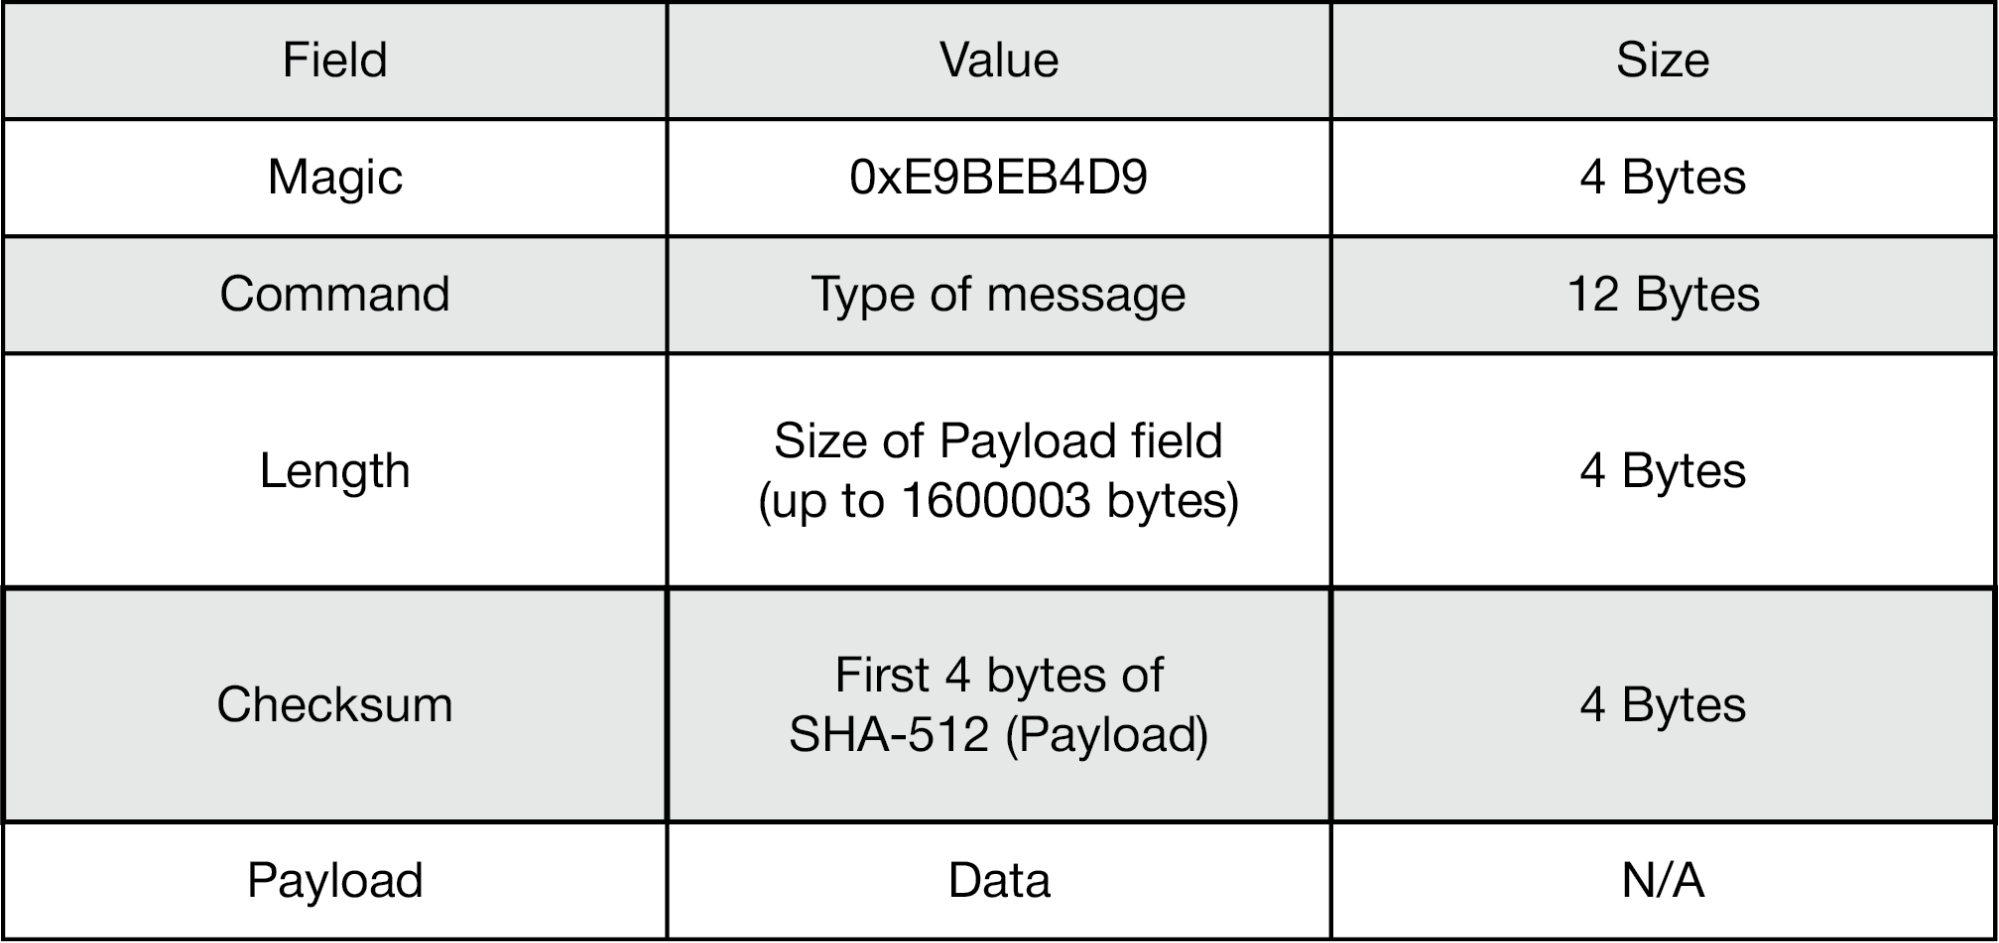 Field Value Size
Magic 0xE9BEB4D9 4 Bytes
Command Type of message 12 Bytes
Length Size of Payload field
(up to 1600003 bytes) 4 Bytes
Checksum First 4 bytes of
SHA-512 (Payload) 4 Bytes
Payload Data N/A